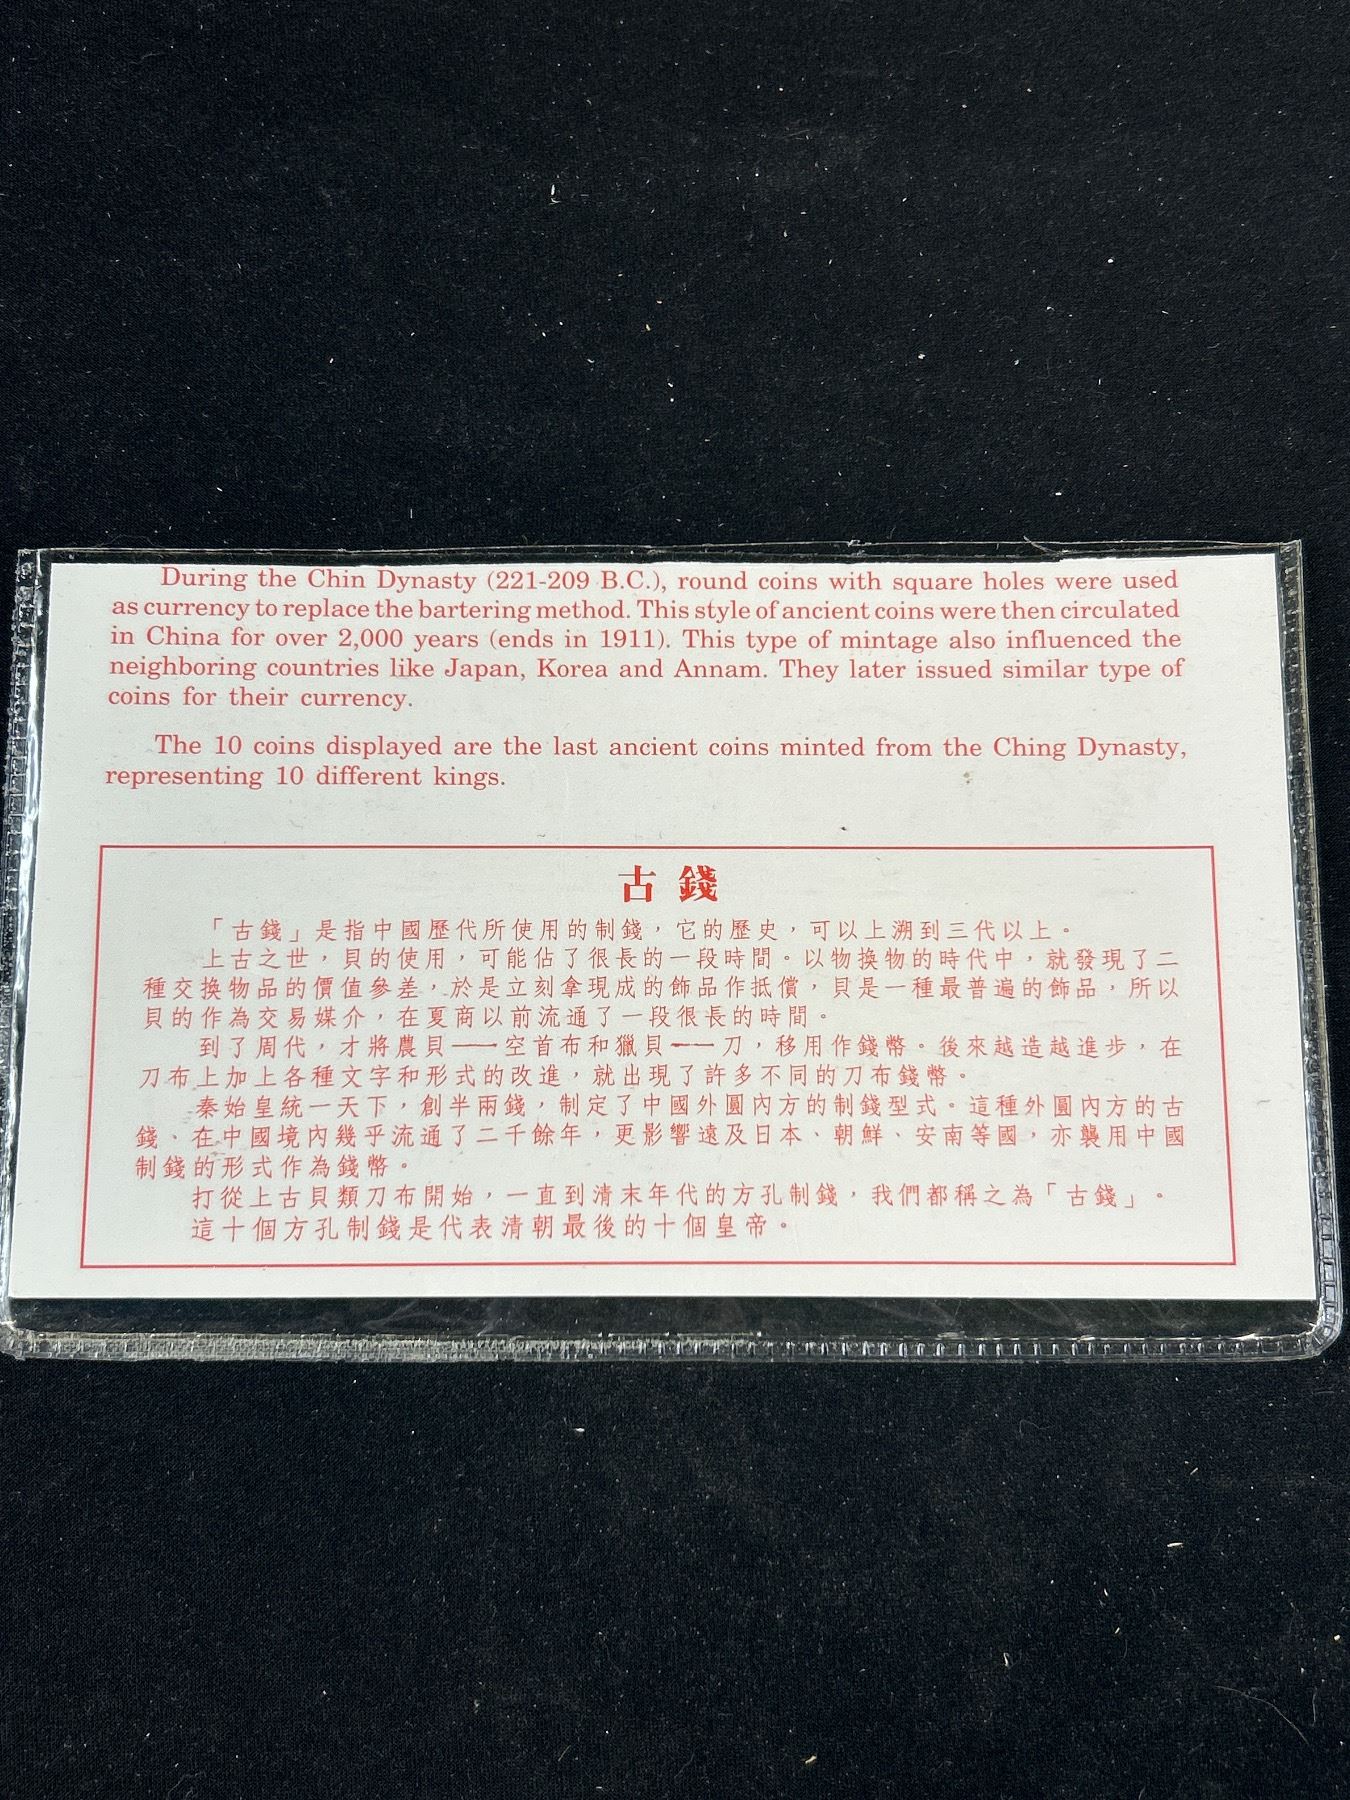 During the Chin Dynasty (221-209 B.C.), round coins with square holes were used
as currency to replace the bartering method. This style of ancient coins were then circulated
in China for over 2,000 years (ends in 1911). This type of mintage also influenced the
neighboring countries like Japan, Korea and Annam. They later issued similar type of
coins for their currency.
The 10 coins displayed are the last ancient coins minted from the Ching Dynasty,
representing 10 different kings.
古錢
「古錢」是指中國歷代所使用的制錢，它的歷史，可以上溯到三代以上。
上古之世，貝的使用，可能佔了很長的一段時間。以物換物的時代中，就發現了二
種交換物品的價值參差，於是立刻拿現成的飾品作抵償，貝是一種最普遍的飾品，所以
貝的作為交易媒介，在夏商以前流通了一段很長的時間。
到了周代，才將農貝——空首布和獵貝——刀，移用作錢幣。後來越造越進步，在
刀布上加上各種文字和形式的改進，就出現了許多不同的刀布錢幣。
秦始皇統一天下，創半兩錢，制定了中國外圓內方的制錢型式。這種外圓內方的古
錢、在中國境內幾乎流通了二千餘年，更影響遠及日本、朝鮮、安南等國，亦襲用中國
制錢的形式作為錢幣。
打從上古貝類刀布開始，一直到清末年代的方孔制錢，我們都稱之為「古錢」。
這十個方孔制錢是代表清朝最後的十個皇帝。